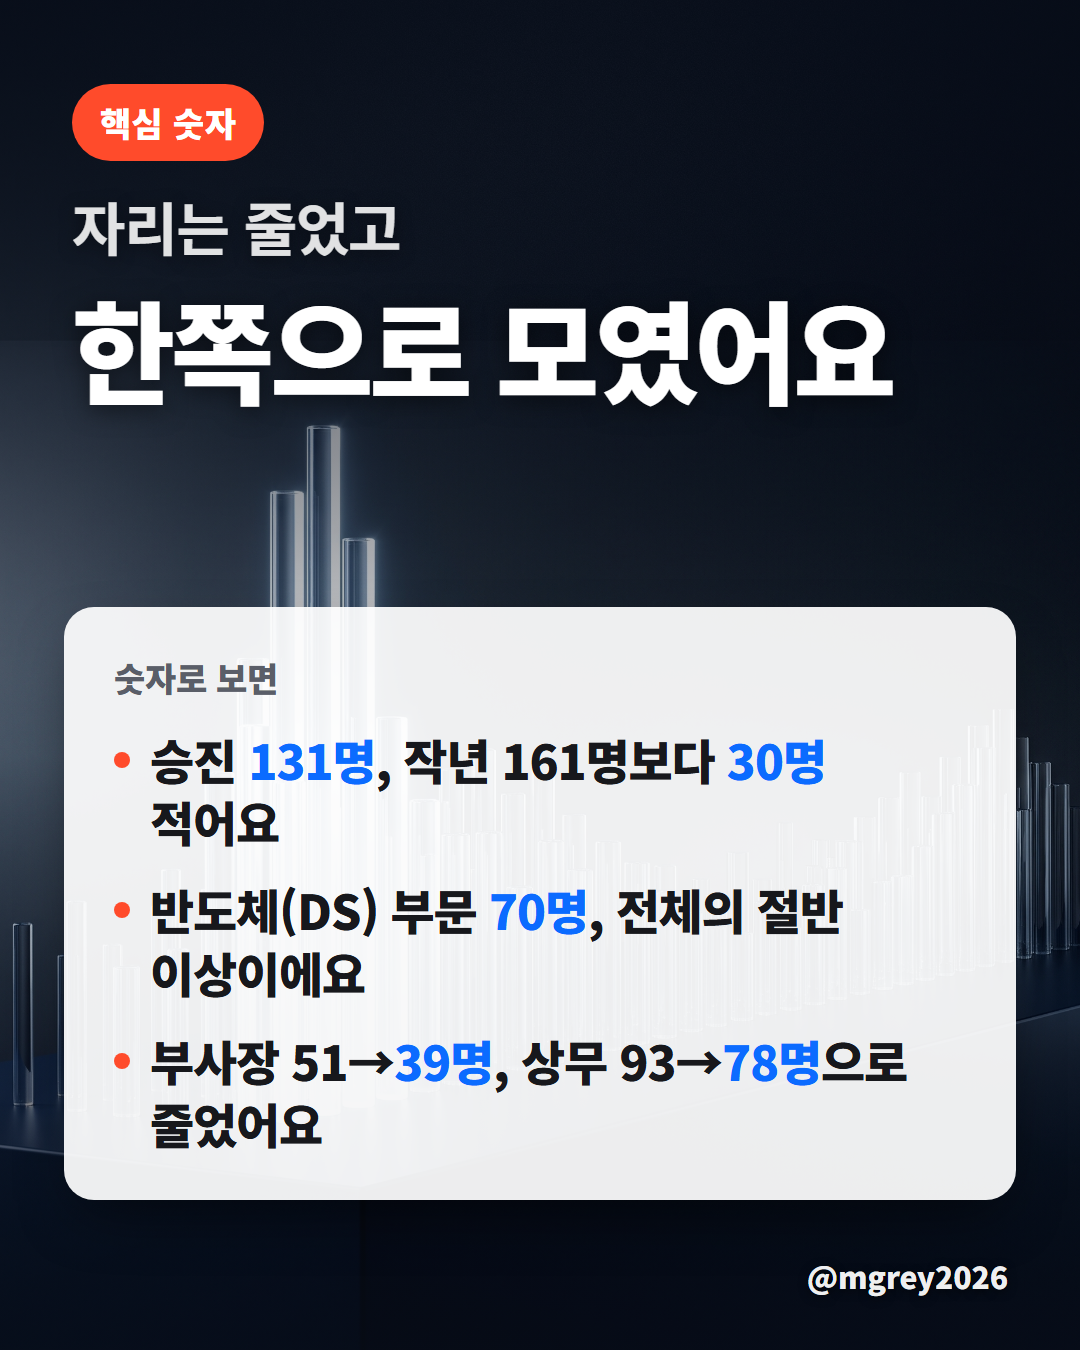 핵심 숫자
자리는 줄었고
한쪽으로 모였어요
숫자로 보면
승진 131명, 작년 161명보다 30명
적어요
반도체(DS) 부문 70명, 전체의 절반
이상이에요
부사장 51→39명, 상무 93→78명으로
줄었어요
@mgrey2026